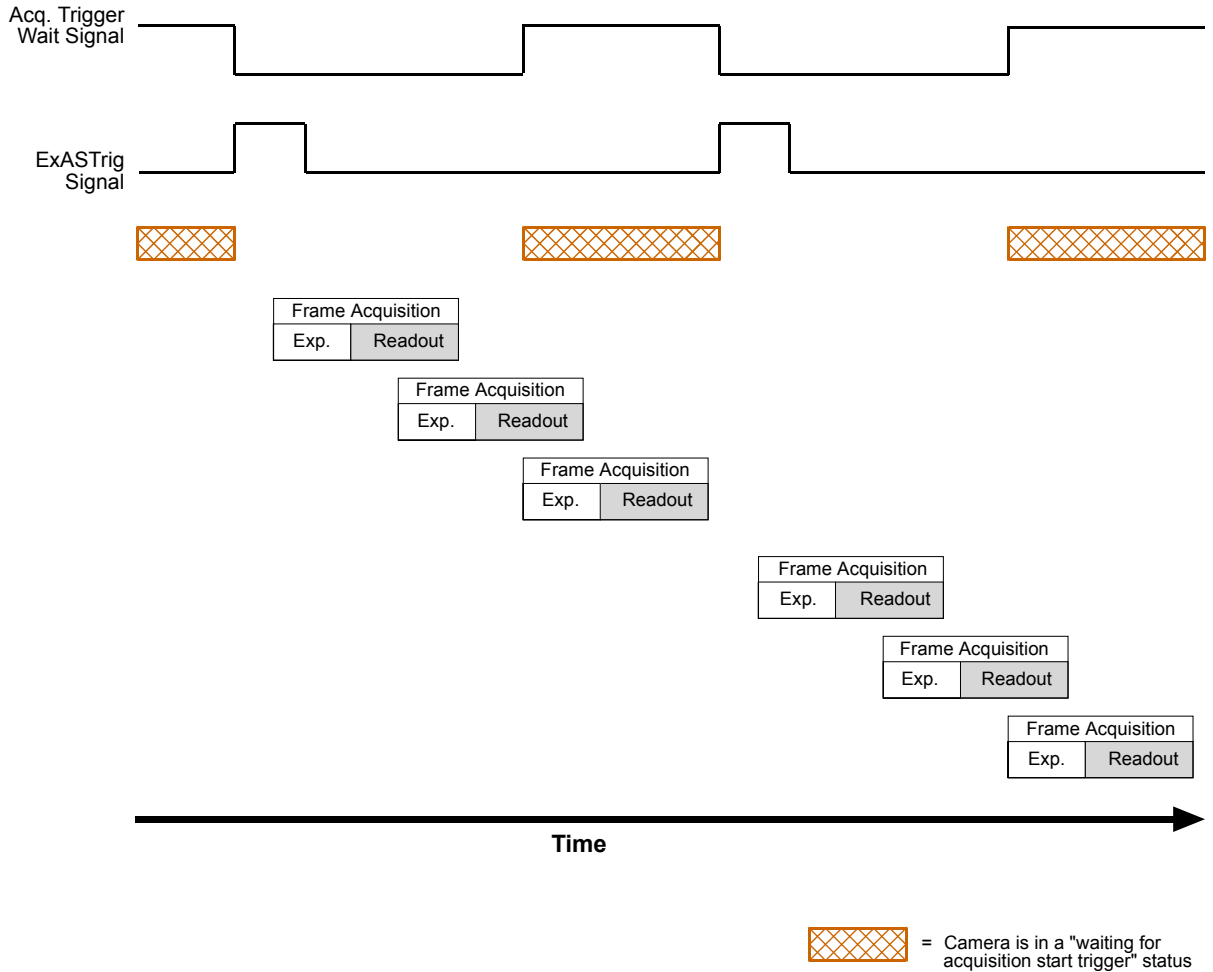 Acq. Trigger
Wait Signal
ExASTrig
Signal
Frame Acquisition
Exp. Readout
Frame Acquisition
Exp. Readout
Frame Acquisition
Exp. Readout
Frame Acquisition
Exp. Readout
Frame Acquisition
Exp. Readout
Frame Acquisition
Exp. Readout
Time
= Camera is in a "waiting for
acquisition start trigger" status